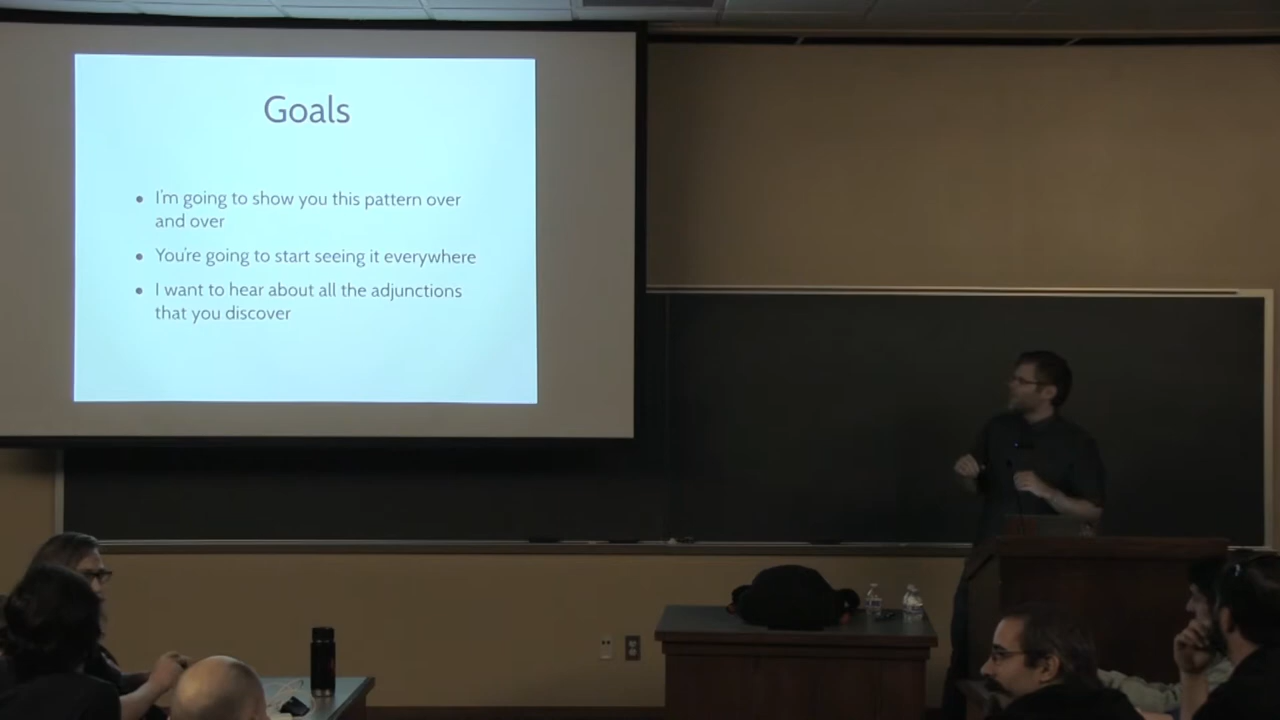 Goals
• I'm going to show you this pattern over
and over
• You're going to start seeing it everywhere
• I want to hear about all the adjunctions
that you discover